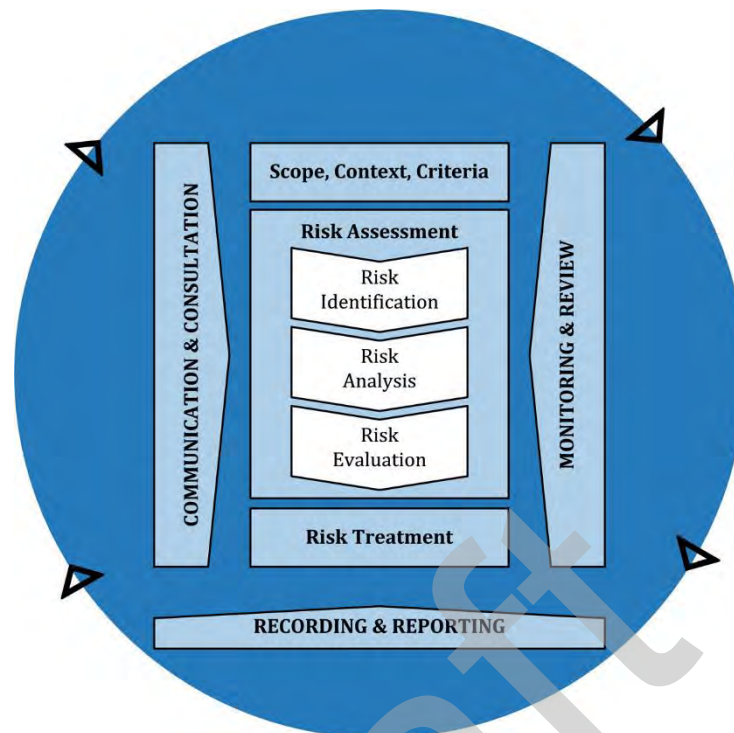 Scope, Context, Criteria
Risk Assessment
Risk
Identification
Risk
Analysis
Risk
Evaluation
Risk Treatment
COMMUNICATION & CONSULTATION
MONITORING & REVIEW
RECORDING & REPORTING